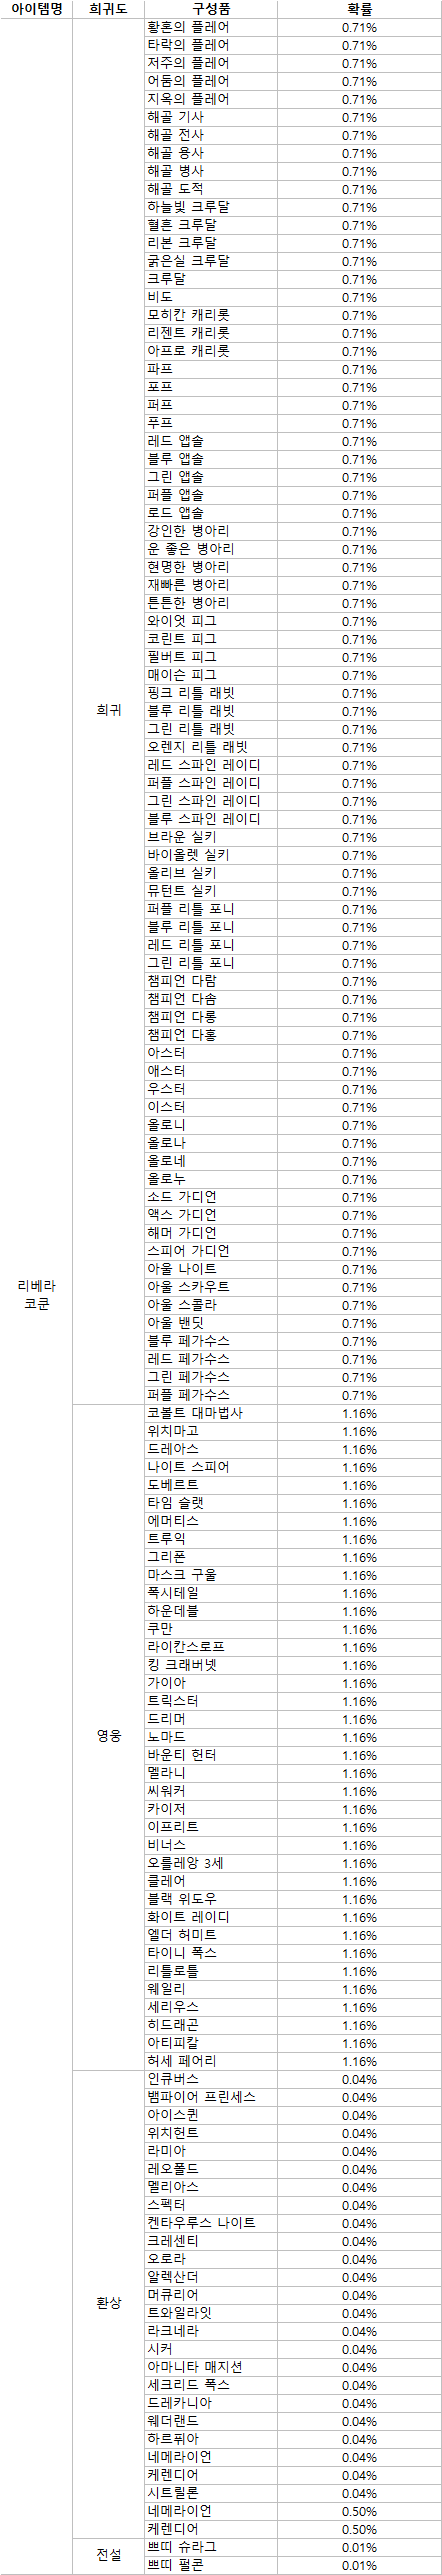 아이템명 희귀도 구성품 확률
황혼의 플레어 0.71%
타락의 플레어 0.71%
저주의 플레어 0.71%
어둠의 플레어 0.71%
지옥의 플레어 0.71%
해골 기사 0.71%
해골 전사 0.71%
해골 용사 0.71%
해골 병사 0.71%
해골 도적 0.71%
하늘빛 크루달 0.71%
혈흔 크루달 0.71%
리본 크루달 0.71%
굵은실 크루달 0.71%
크루달 0.71%
비도 0.71%
모히칸 캐리롯 0.71%
리젠트 캐리롯 0.71%
아프로 캐리롯 0.71%
파프 0.71%
포프 0.71%
퍼프 0.71%
푸프 0.71%
레드 앱솔 0.71%
블루 앱솔 0.71%
그린 앱솔 0.71%
퍼플 앱솔 0.71%
로드 앱솔 0.71%
강인한 병아리 0.71%
운 좋은 병아리 0.71%
현명한 병아리 0.71%
재빠른 병아리 0.71%
튼튼한 병아리 0.71%
와이엇 피그 0.71%
코린트 피그 0.71%
필버트 피그 0.71%
매이슨 피그 0.71%
핑크 리틀 래빗 0.71%
희귀 블루 리틀 래빗 0.71%
그린 리틀 래빗 0.71%
오렌지 리틀 래빗 0.71%
레드 스파인 레이디 0.71%
퍼플 스파인 레이디 0.71%
그린 스파인 레이디 0.71%
블루 스파인 레이디 0.71%
브라운 실키 0.71%
바이올렛 실키 0.71%
올리브 실키 0.71%
뮤턴트 실키 0.71%
퍼플 리틀 포니 0.71%
블루 리틀 포니 0.71%
레드 리틀 포니 0.71%
그린 리틀 포니 0.71%
챔피언 다람 0.71%
챔피언 다솜 0.71%
챔피언 다롱 0.71%
챔피언 다홍 0.71%
아스터 0.71%
애스터 0.71%
우스터 0.71%
이스터 0.71%
올로니 0.71%
올로나 0.71%
올로네 0.71%
올로누 0.71%
소드 가디언 0.71%
액스 가디언 0.71%
해머 가디언 0.71%
스피어 가디언 0.71%
아울 나이트 0.71%
리베라 아울 스카우트 0.71%
코쿤 아울 스콜라 0.71%
아울 밴딧 0.71%
블루 페가수스 0.71%
레드 페가수스 0.71%
그린 페가수스 0.71%
퍼플 페가수스 0.71%
코볼트 대마법사 1.16%
위치마고 1.16%
드레아스 1.16%
나이트 스피어 1.16%
도베르트 1.16%
타임 슬랫 1.16%
에머티스 1.16%
트루익 1.16%
그리폰 1.16%
마스크 구울 1.16%
폭시테일 1.16%
하운데블 1.16%
쿠만 1.16%
라이칸스로프 1.16%
킹 크래버넷 1.16%
가이아 1.16%
트릭스터 1.16%
드리머 1.16%
영웅 노마드 1.16%
바운티 헌터 1.16%
멜라니 1.16%
씨워커 1.16%
카이저 1.16%
이프리트 1.16%
비너스 1.16%
오를레앙 3세 1.16%
클레어 1.16%
블랙 위도우 1.16%
화이트 레이디 1.16%
엘더 허미트 1.16%
타이니 폭스 1.16%
리틀로틀 1.16%
웨일리 1.16%
세리우스 1.16%
히드래곤 1.16%
아티피칼 1.16%
허세 페어리 1.16%
인큐버스 0.04%
뱀파이어 프린세스 0.04%
아이스퀸 0.04%
위치헌트 0.04%
라미아 0.04%
레오폴드 0.04%
멜리아스 0.04%
스펙터 0.04%
켄타우루스 나이트 0.04%
크레센티 0.04%
오로라 0.04%
알렉산더 0.04%
환상 머큐리어 0.04%
트와일라잇 0.04%
라크네라 0.04%
시커 0.04%
아마니타 매지션 0.04%
세크리드 폭스 0.04%
드레카니아 0.04%
웨더랜드 0.04%
하르퓌아 0.04%
네메라이언 0.04%
케렌디어 0.04%
시트릴론 0.04%
네메라이언 0.50%
케렌디어 0.50%
전설 쁘띠 슈라그 0.01%
쁘띠 펄콘 0.01%